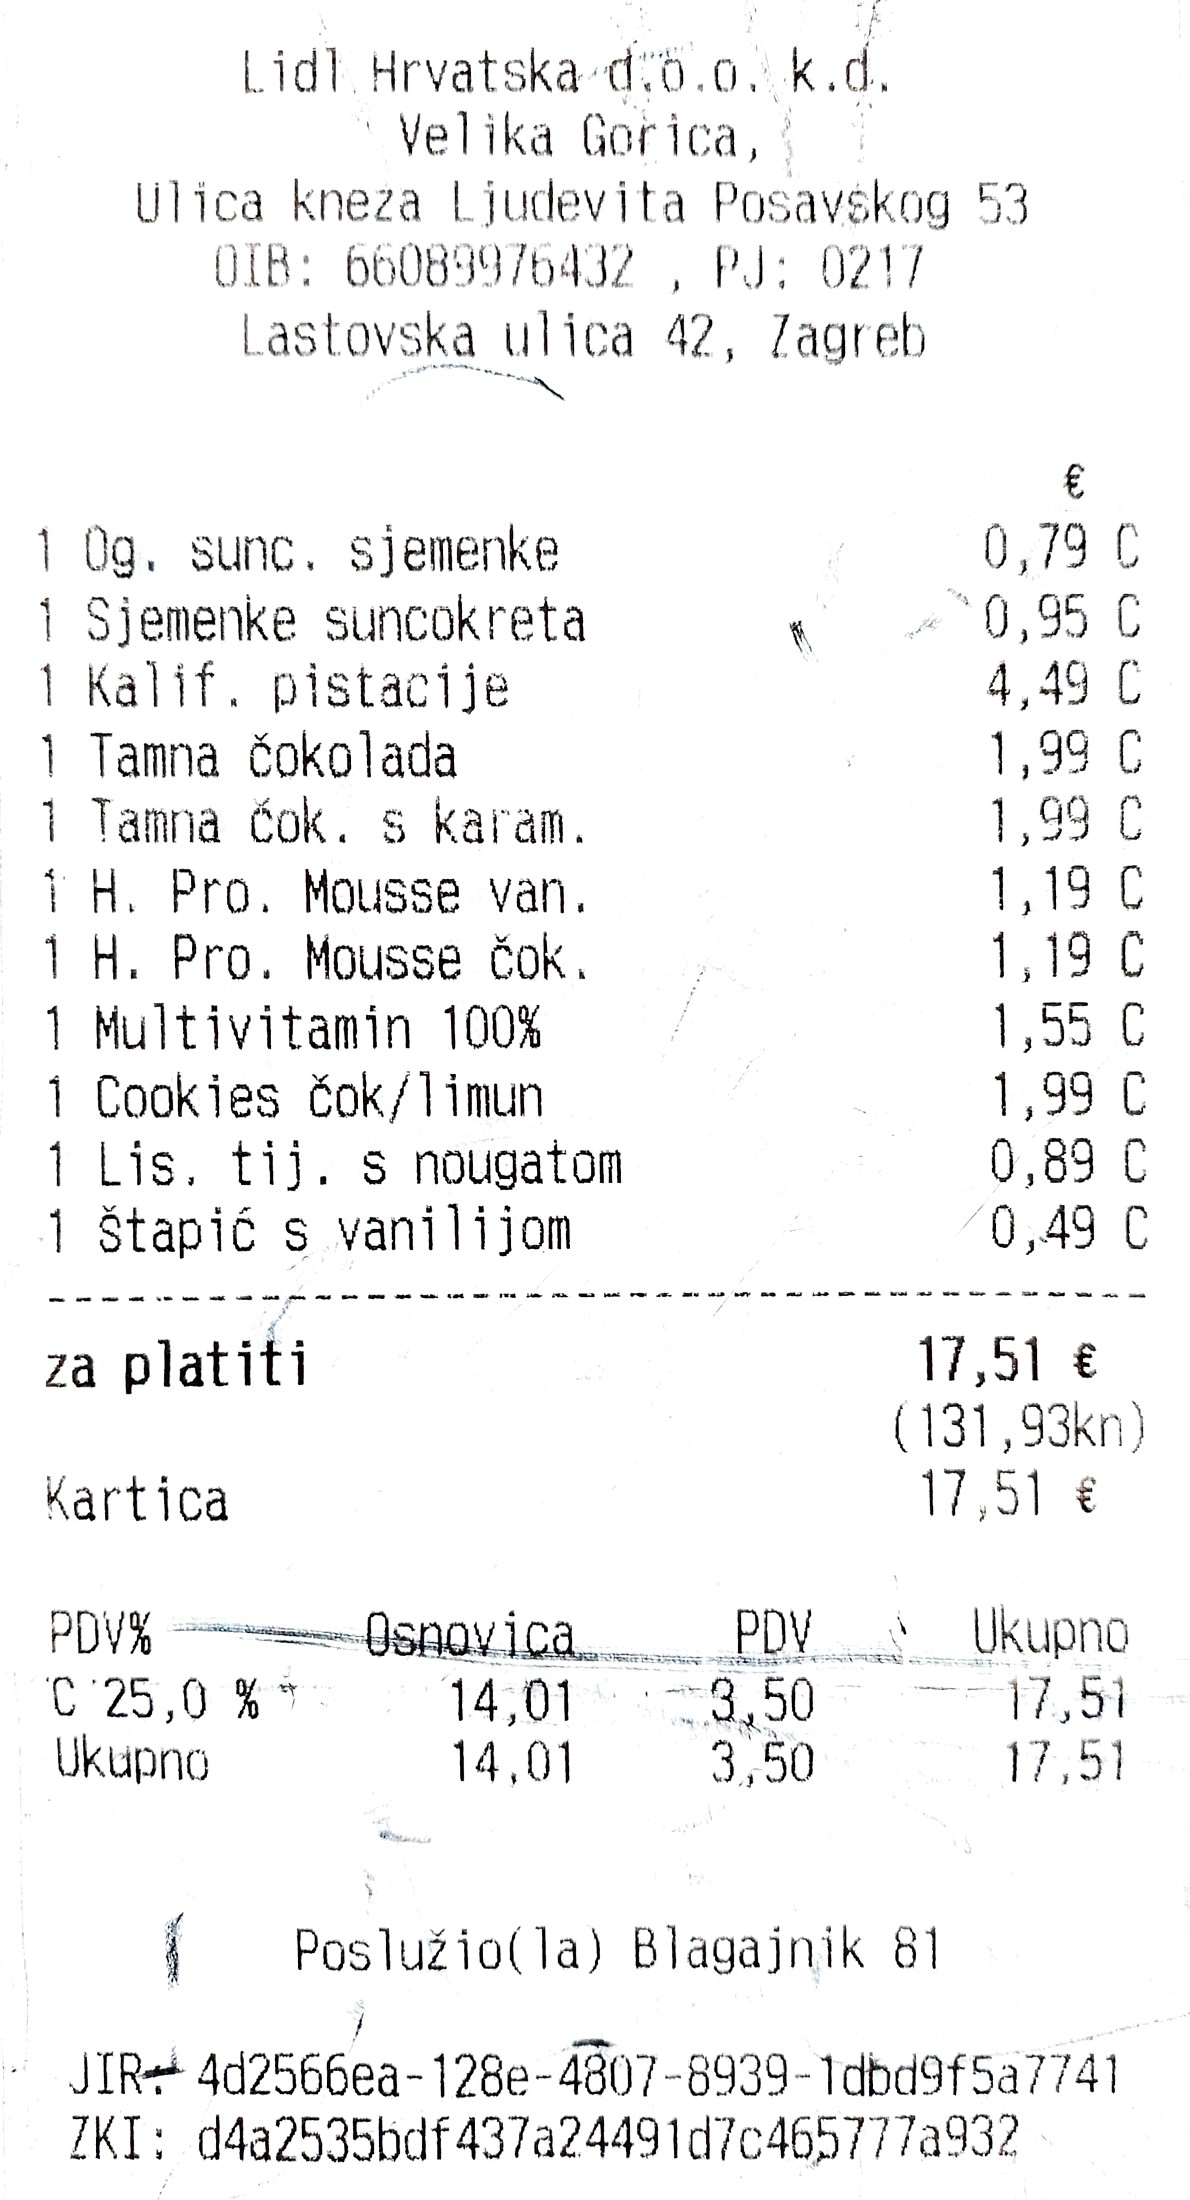 Lidl Hrvatska d.o.o. k.d.
Velika Gorica,
Ulica kneza Ljudevita Posavskog 53
OIB: 66089976432 , PJ: 0217
Lastovska ulica 42, Zagreb
€
1 Og. sunc. sjemenke 0,79 C
1 Sjemenke suncokreta 0,95 C
1 Kalif. pistacije 4,49 C
1 Tamna čokolada 1,99 C
1 Tamna čok. s karam. 1,99 C
1 H. Pro. Mousse van. 1,19 C
1 H. Pro. Mousse čok. 1,19 C
1 Multivitamin 100% 1,55 C
1 Cookies čok/limun 1,99 C
1 Lis. tij. s nougatom 0,89 C
1 Štapić s vanilijom 0,49 C
za platiti 17,51 €
(131,93kn)
Kartica 17,51 €
PDV% Osnovica PDV Ukupno
C 25,0 % 14,01 3,50 17,51
Ukupno 14,01 3,50 17,51
Poslužio(la) Blagajnik 81
JIR: 4d2566ea-128e-4807-8939-1dbd9f5a7741
ZKI: d4a2535bdf437a24491d7c465777a932